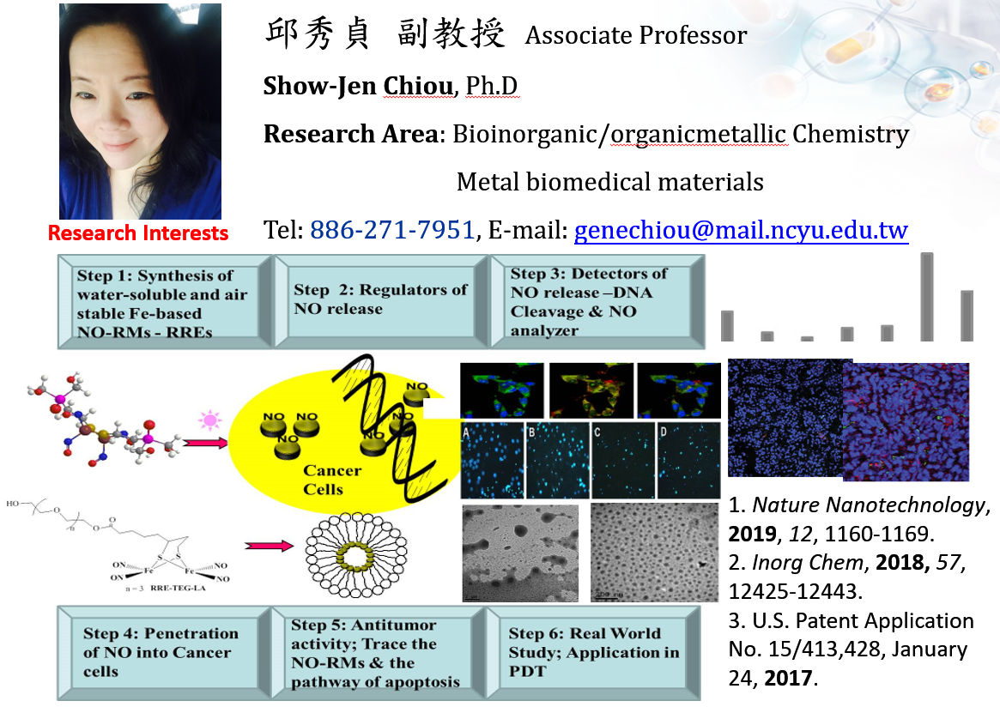 邱秀貞 副教授 Associate Professor
Show-Jen Chiou, Ph.D
Research Area: Bioinorganic/organicmetallic Chemistry
Metal biomedical materials
Tel: 886-271-7951, E-mail: genechiou@mail.ncyu.edu.tw
Research Interests
Step 1: Synthesis of
water-soluble and air
stable Fe-based
NO-RMs - RREs
Step 2: Regulators of
NO release
Step 3: Detectors of
NO release –DNA
Cleavage & NO
analyzer
NO
NO
NO
NO
NO
NO
Cancer
Cells
A
B
C
D
HO
O
n
O
O
S
S
ON
ON
Fe
Fe
NO
NO
n = 3 RRE-TEG-LA
1. Nature Nanotechnology,
2019, 12, 1160-1169.
2. Inorg Chem, 2018, 57,
12425-12443.
3. U.S. Patent Application
No. 15/413,428, January
24, 2017.
Step 4: Penetration
of NO into Cancer
cells
Step 5: Antitumor
activity; Trace the
NO-RMs & the
pathway of apoptosis
Step 6: Real World
Study; Application in
PDT